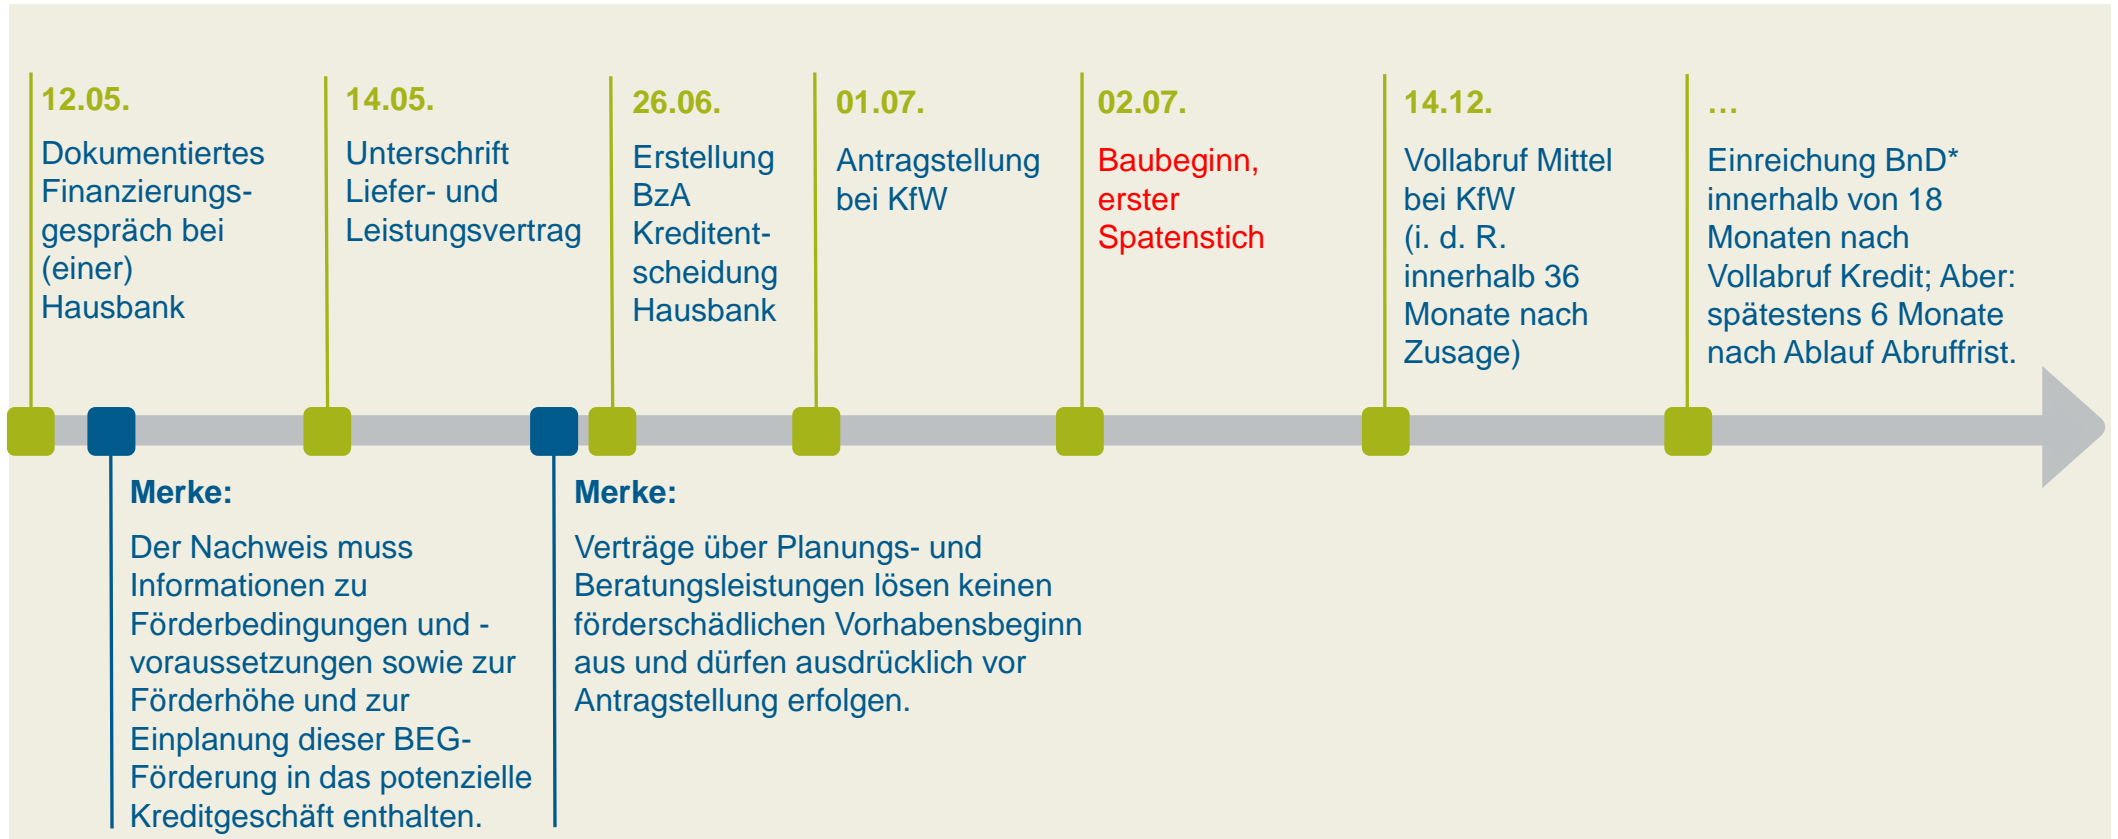 12.05.
Dokumentiertes
Finanzierungs-
gespräch bei
(einer)
Hausbank
14.05.
Unterschrift
Liefer- und
Leistungsvertrag
26.06.
Erstellung
BzA
Kreditent-
scheidung
Hausbank
01.07.
Antragstellung
bei KfW
02.07.
Baubeginn,
erster
Spatenstich
14.12.
Vollabruf Mittel
bei KfW
(i. d. R.
innerhalb 36
Monate nach
Zusage)
…
Einreichung BnD*
innerhalb von 18
Monaten nach
Vollabruf Kredit; Aber:
spätestens 6 Monate
nach Ablauf Abruffrist.
Merke:
Der Nachweis muss
Informationen zu
Förderbedingungen und -
voraussetzungen sowie zur
Förderhöhe und zur
Einplanung dieser BEG-
Förderung in das potenzielle
Kreditgeschäft enthalten.
Merke:
Verträge über Planungs- und
Beratungsleistungen lösen keinen
förderschädlichen Vorhabensbeginn
aus und dürfen ausdrücklich vor
Antragstellung erfolgen.